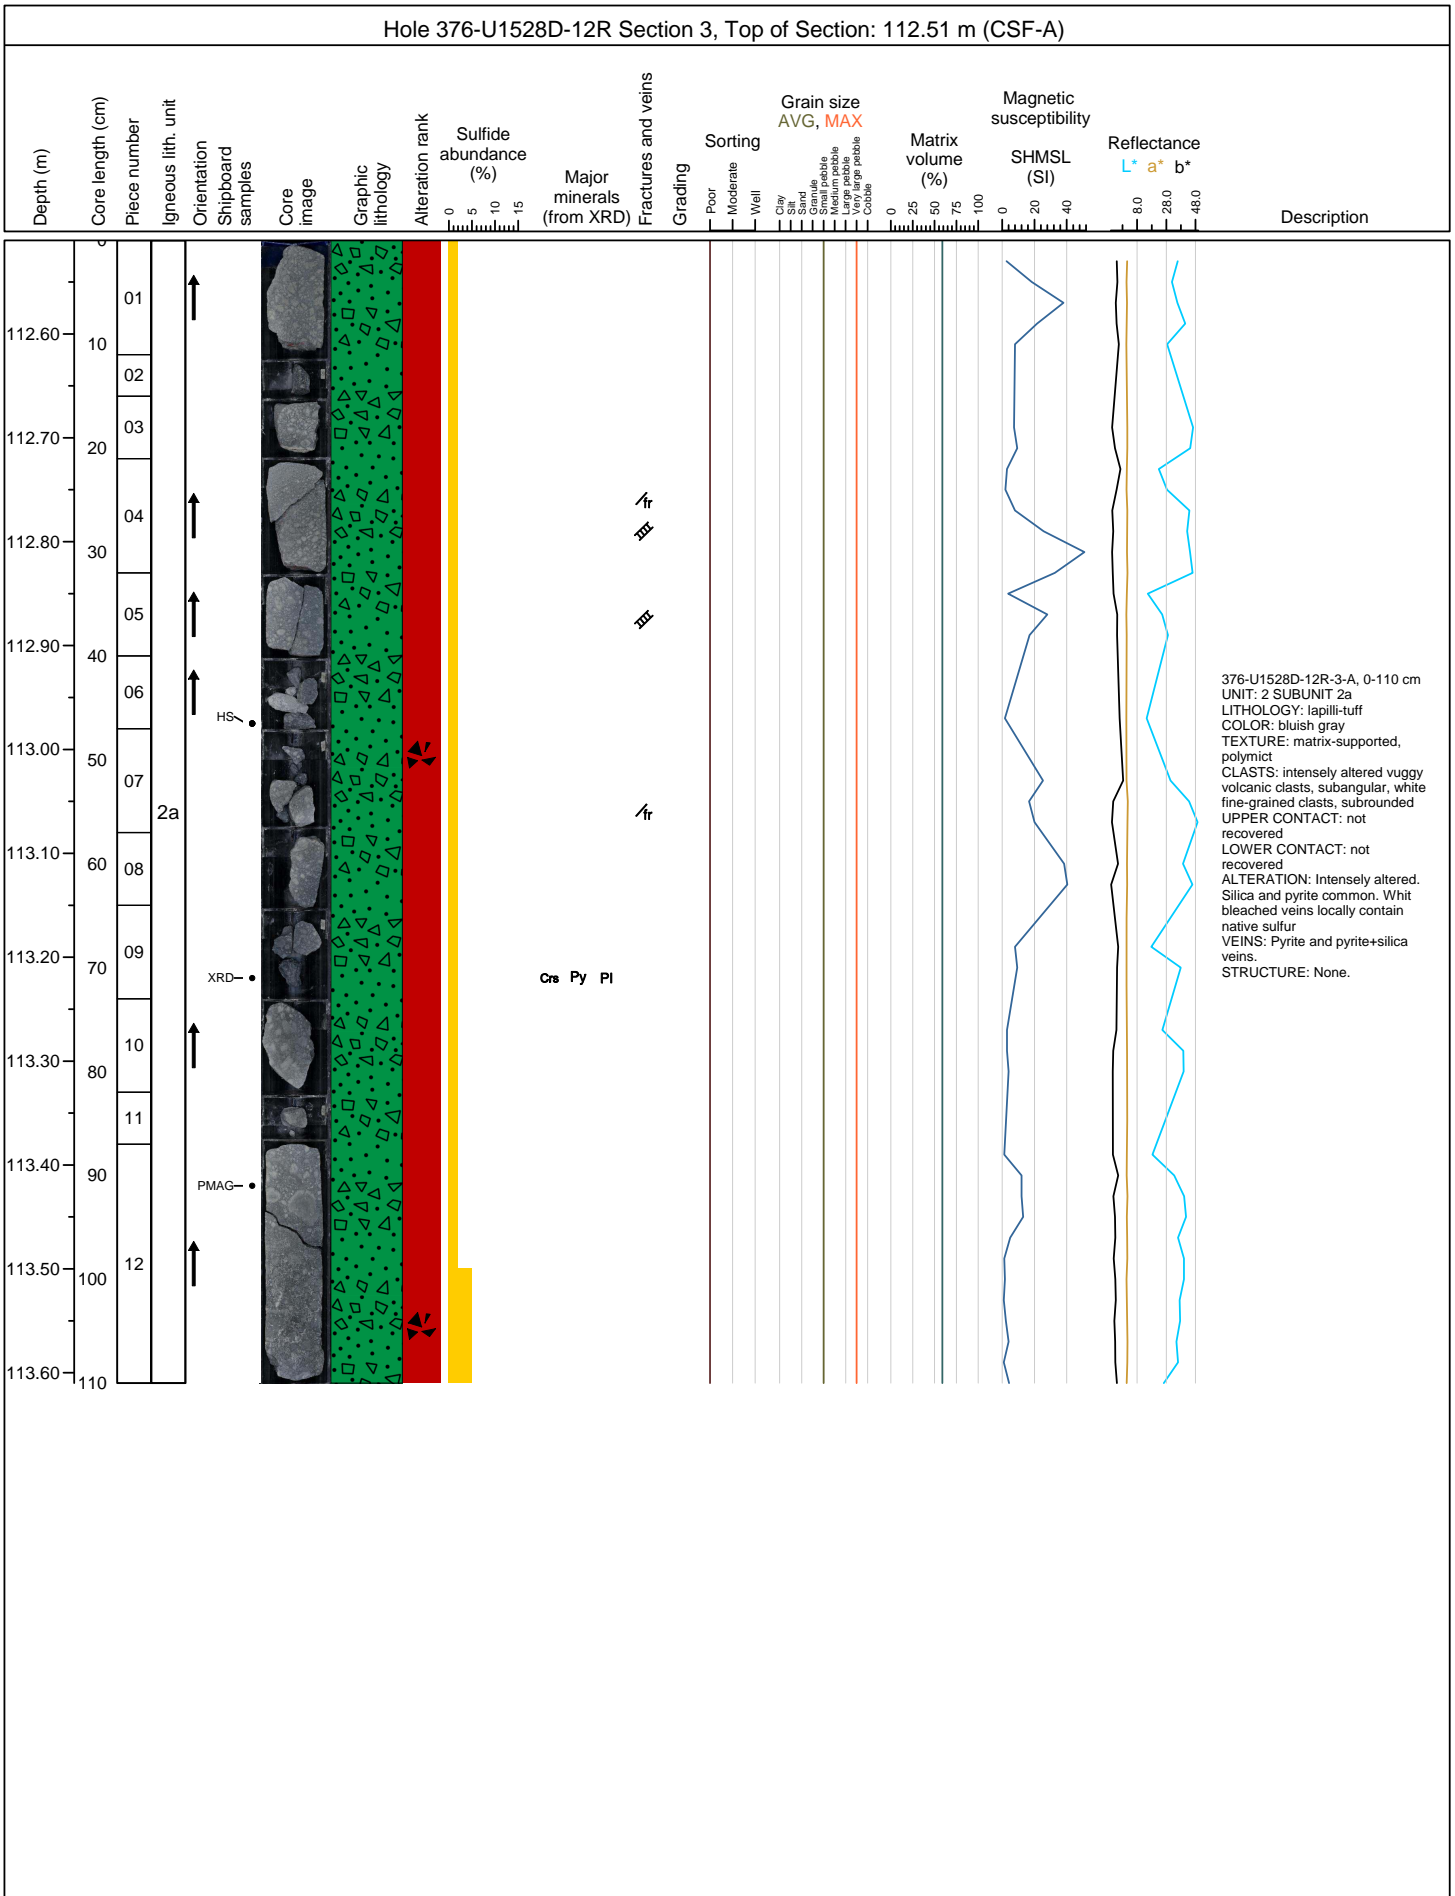 Hole 376-U1528D-12R Section 3, Top of Section: 112.51 m (CSF-A)
Depth (m)
Core length (cm)
Piece number
Igneous lith. unit
Orientation
Shipboard
samples
Core
image
Graphic
lithology
Alteration rank
Sulfide
abundance
(%)
0 5 10 15
Major
minerals
(from XRD)
Fractures and veins
Grading
Sorting
Poor
Moderate
Well
Grain size
AVG, MAX
Clay
Silt
Sand
Granule
Small pebble
Medium pebble
Large pebble
Very large pebble
Cobble
Matrix
volume
(%)
0 25 50 75 100
Magnetic
susceptibility
SHMSL
(SI)
0 20 40
Reflectance
L* a* b*
8.0 28.0 48.0
Description
0
01
112.60
10
02
03
112.70
20
04
fr
112.80
30
05
112.90
40
06
HS
113.00
50
07
2a
fr
113.10
60
08
09
113.20
70
XRD
Crs Py Pl
10
113.30
80
11
113.40
90
PMAG
12
113.50
100
113.60
110
376-U1528D-12R-3-A, 0-110 cm
UNIT: 2 SUBUNIT 2a
LITHOLOGY: lapilli-tuff
COLOR: bluish gray
TEXTURE: matrix-supported,
polymict
CLASTS: intensely altered vuggy
volcanic clasts, subangular, white
fine-grained clasts, subrounded
UPPER CONTACT: not
recovered
LOWER CONTACT: not
recovered
ALTERATION: Intensely altered.
Silica and pyrite common. Whit
bleached veins locally contain
native sulfur
VEINS: Pyrite and pyrite+silica
veins.
STRUCTURE: None.